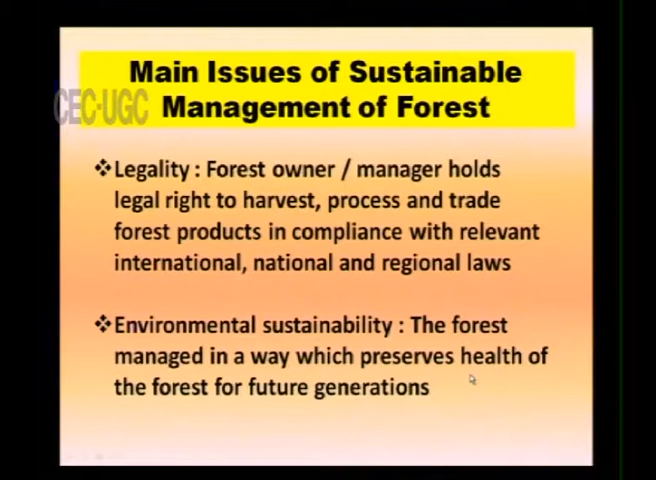 Main Issues of Sustainable
Management of Forest
CEC-UGC
❖Legality : Forest owner / manager holds
legal right to harvest, process and trade
forest products in compliance with relevant
international, national and regional laws
❖Environmental sustainability : The forest
managed in a way which preserves health of
the forest for future generations